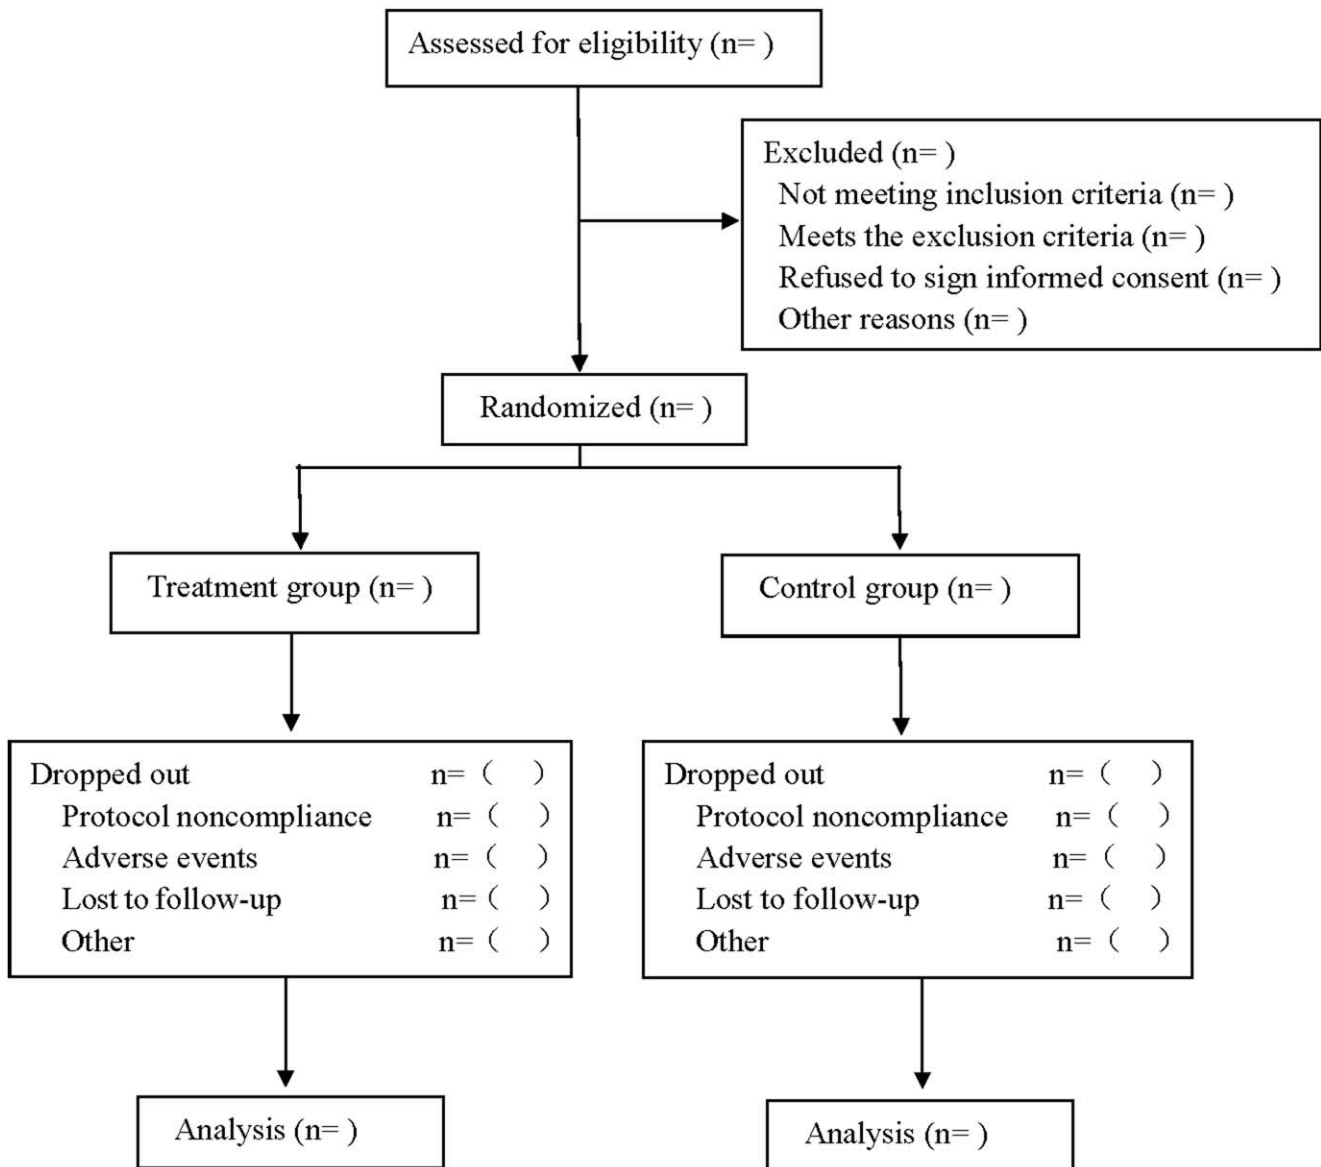 Assessed for eligibility (n= )
Excluded (n= )
Not meeting inclusion criteria (n= )
Meets the exclusion criteria (n= )
Refused to sign informed consent (n= )
Other reasons (n= )
Randomized (n= )
Treatment group (n= )
Control group (n= )
Dropped out n= （ ）
Protocol noncompliance n= （ ）
Adverse events n= （ ）
Lost to follow-up n= （ ）
Other n= （ ）
Dropped out n= （ ）
Protocol noncompliance n= （ ）
Adverse events n= （ ）
Lost to follow-up n= （ ）
Other n= （ ）
Analysis (n= )
Analysis (n= )